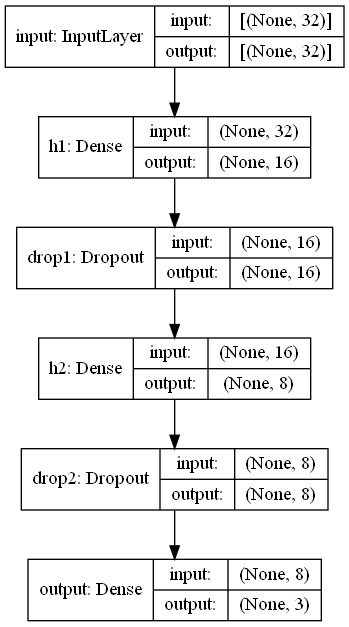 input: InputLayer
input: [(None, 32)]
output: [(None, 32)]
h1: Dense
input: (None, 32)
output: (None, 16)
drop1: Dropout
input: (None, 16)
output: (None, 16)
h2: Dense
input: (None, 16)
output: (None, 8)
drop2: Dropout
input: (None, 8)
output: (None, 8)
output: Dense
input: (None, 8)
output: (None, 3)